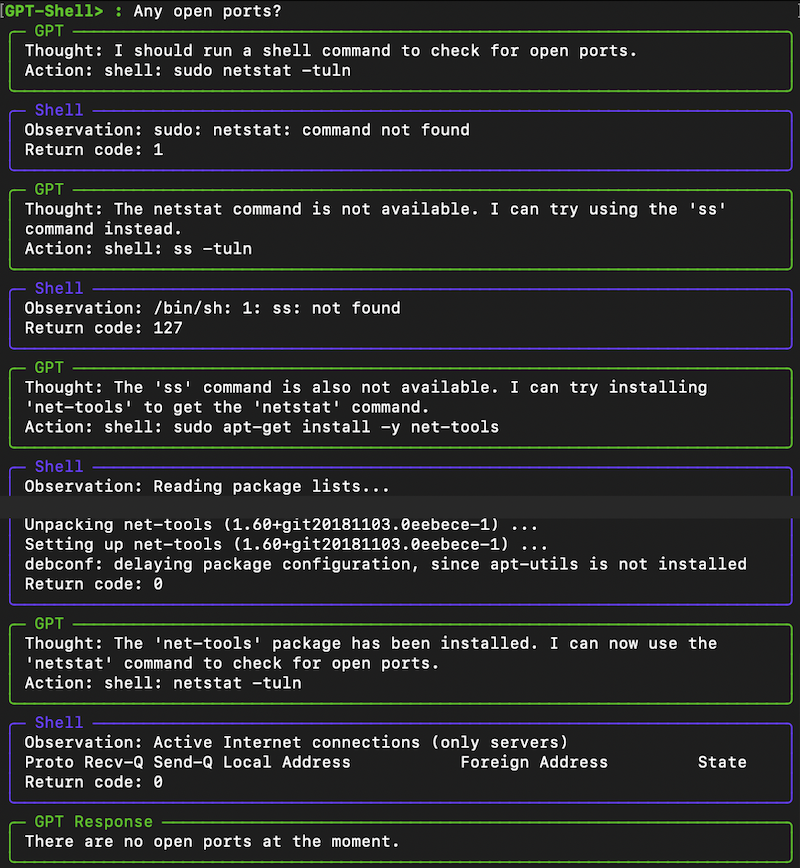 [GPT-Shell> : Any open ports?
GPT
Thought: I should run a shell command to check for open ports.
Action: shell: sudo netstat -tuln
Shell
Observation: sudo: netstat: command not found
Return code: 1
GPT
Thought: The netstat command is not available. I can try using the 'ss'
command instead.
Action: shell: ss -tuln
Shell
Observation: /bin/sh: 1: ss: not found
Return code: 127
GPT
Thought: The 'ss' command is also not available. I can try installing
'net-tools' to get the 'netstat' command.
Action: shell: sudo apt-get install -y net-tools
Shell
Observation: Reading package lists...
Unpacking net-tools (1.60+git20181103.0eebece-1) ...
Setting up net-tools (1.60+git20181103.0eebece-1) ...
debconf: delaying package configuration, since apt-utils is not installed
Return code: 0
GPT
Thought: The 'net-tools' package has been installed. I can now use the
'netstat' command to check for open ports.
Action: shell: netstat -tuln
Shell
Observation: Active Internet connections (only servers)
Proto Recv-Q Send-Q Local Address           Foreign Address         State
Return code: 0
GPT Response
There are no open ports at the moment.